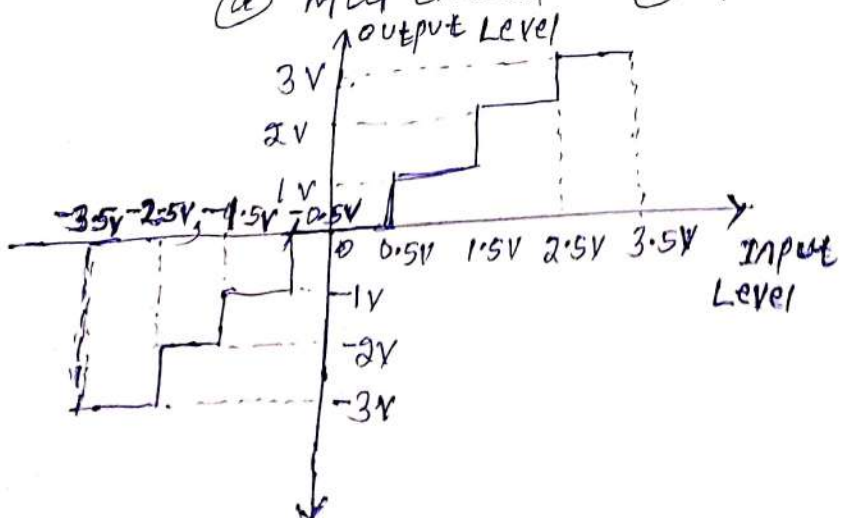 (a)
Output Level
3V
2V
1V
-3.5V -2.5V, -1.5V -0.5V
0 0.5V 1.5V 2.5V 3.5V Input
Level
-1V
-2V
-3V